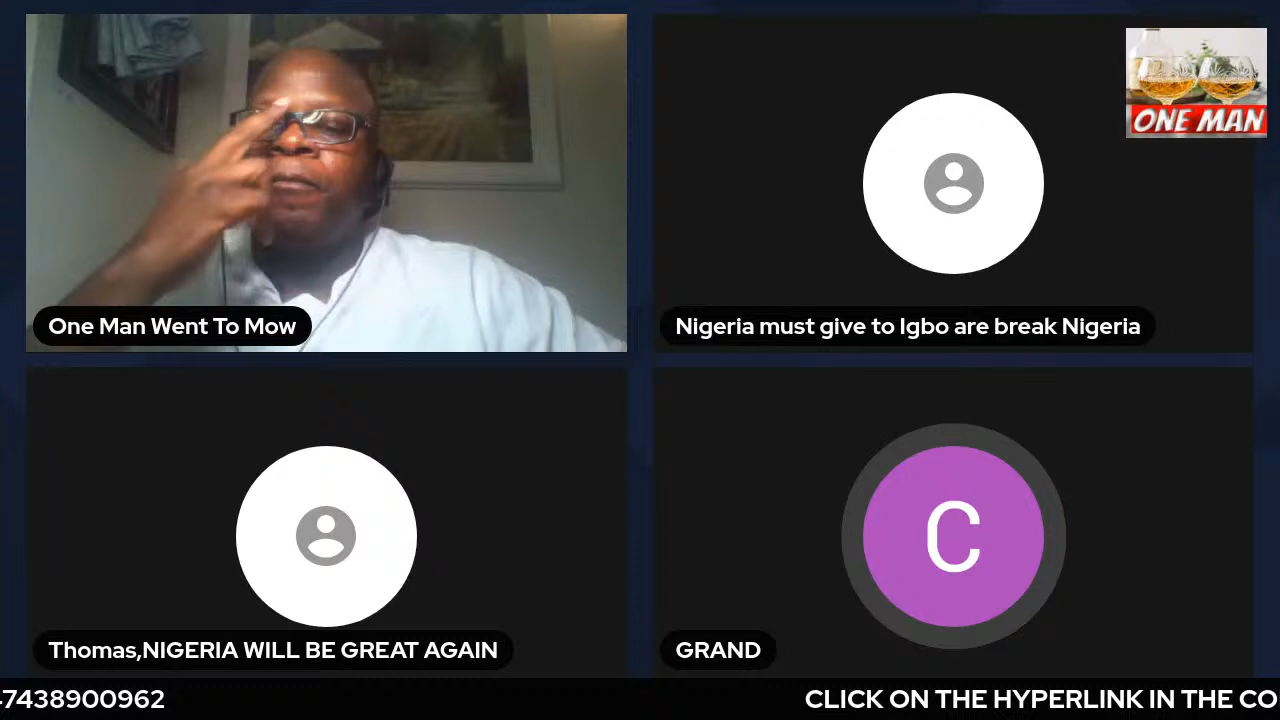 ONE MAN
One Man Went To Mow
Nigeria must give to Igbo are break Nigeria
C
Thomas,NIGERIA WILL BE GREAT AGAIN
GRAND
7438900962
CLICK ON THE HYPERLINK IN THE CO